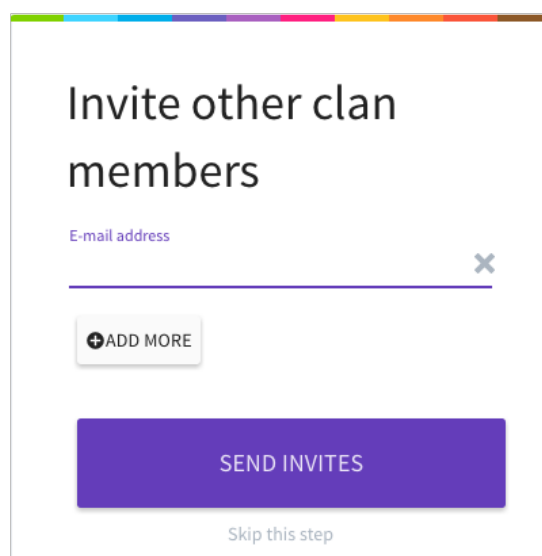 Invite other clan
members
E-mail address
ADD MORE
SEND INVITES
Skip this step